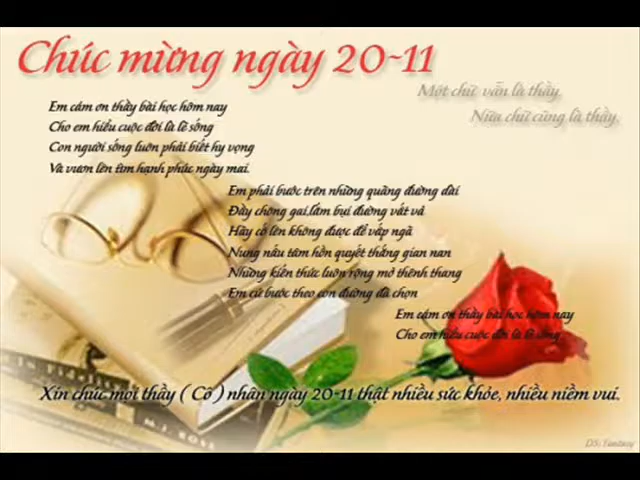 Chúc mừng ngày 20-11
Một chữ vẫn là thầy,
Nửa chữ cũng là thầy.
Em cám ơn thầy bài học hôm nay
Cho em hiểu cuộc đời là lẽ sống
Con người sống luôn phải biết hy vọng
Và vươn lên tìm hạnh phúc ngày mai.
Em phải bước trên những quãng đường dài
Đầy chông gai, lấm bụi đường vất vả
Hãy cố lên không được để vấp ngã
Nung nấu tâm hồn quyết thắng gian nan
Những kiến thức luôn rộng mở thênh thang
Em cứ bước theo con đường đã chọn
Em cám ơn thầy bài học hôm nay
Cho em hiểu cuộc đời là lẽ sống
Xin chúc mọi thầy ( Cô ) nhân ngày 20-11 thật nhiều sức khỏe, nhiều niềm vui.